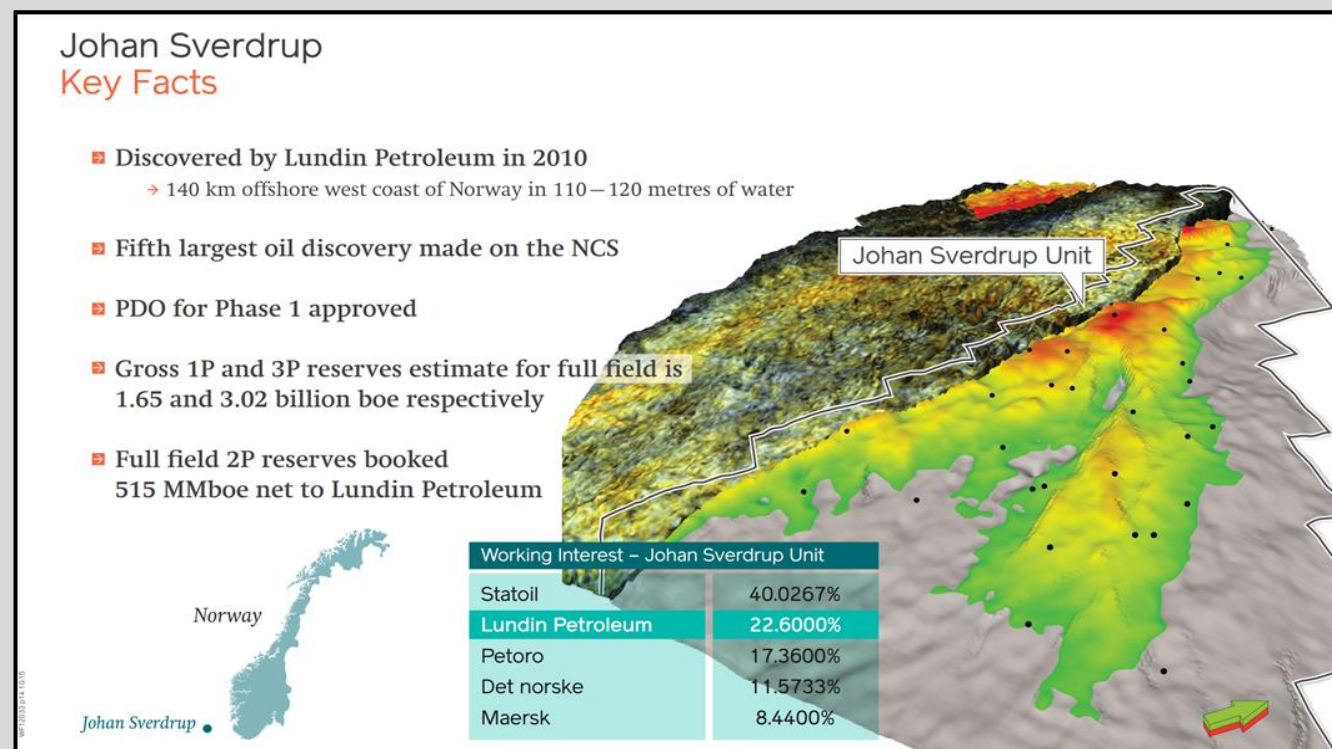 Johan Sverdrup
Key Facts
Discovered by Lundin Petroleum in 2010
140 km offshore west coast of Norway in 110–120 metres of water
Fifth largest oil discovery made on the NCS
PDO for Phase 1 approved
Gross 1P and 3P reserves estimate for full field is
1.65 and 3.02 billion boe respectively
Full field 2P reserves booked
515 MMboe net to Lundin Petroleum
Johan Sverdrup Unit
Norway
Johan Sverdrup
Working Interest – Johan Sverdrup Unit
Statoil 40.0267%
Lundin Petroleum 22.6000%
Petoro 17.3600%
Det norske 11.5733%
Maersk 8.4400%